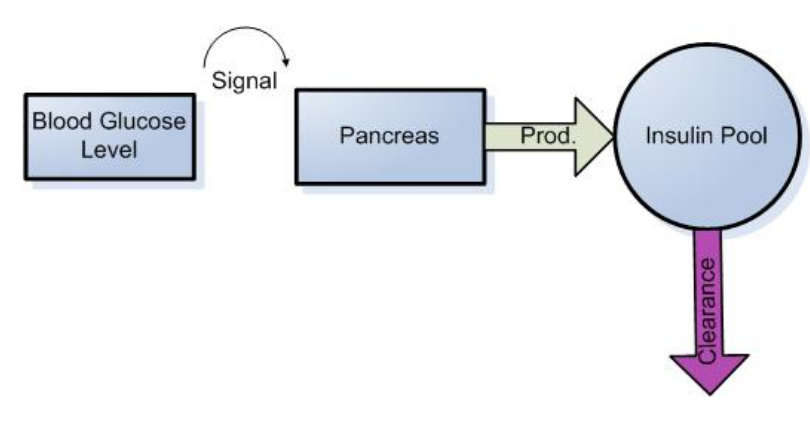 Signal
Blood Glucose
Level
Pancreas
Prod.
Insulin Pool
Clearance